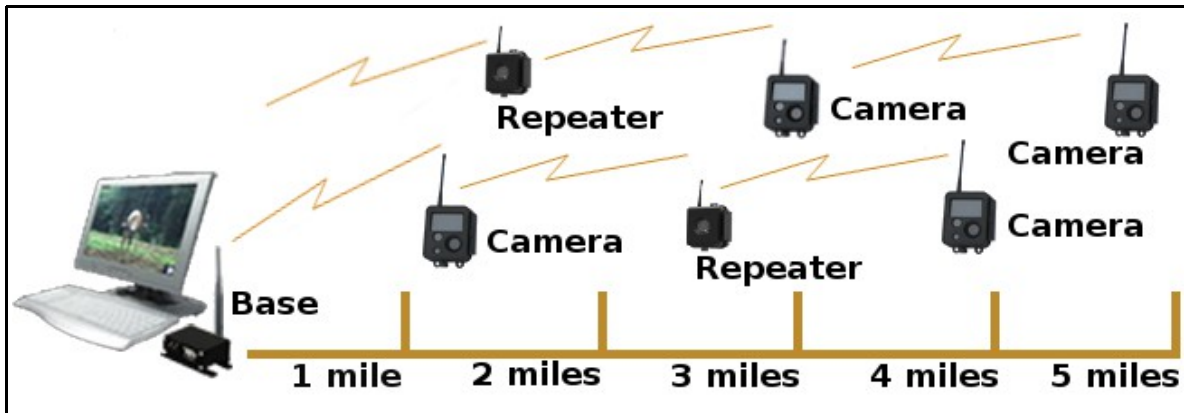 Repeater
Camera
Camera
Camera
Camera
Repeater
Base
1 mile
2 miles
3 miles
4 miles
5 miles